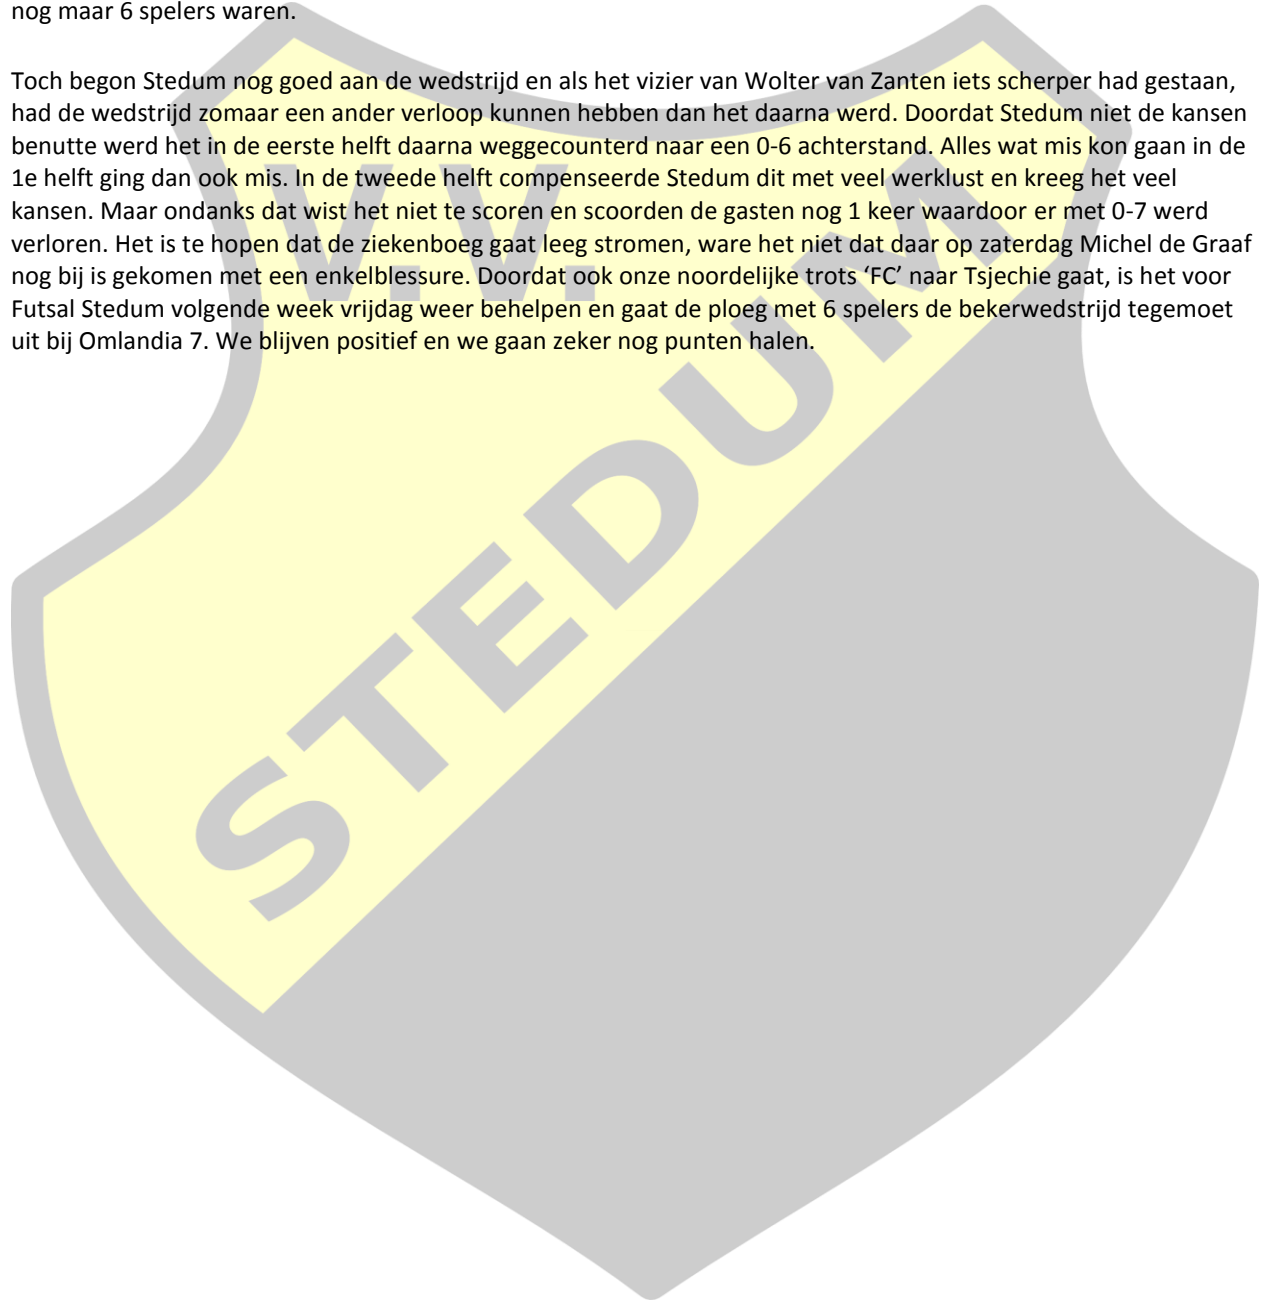 nog maar 6 spelers waren.
Toch begon Stedum nog goed aan de wedstrijd en als het vizier van Wolter van Zanten iets scherper had gestaan,
had de wedstrijd zomaar een ander verloop kunnen hebben dan het daarna werd. Doordat Stedum niet de kansen
benutte werd het in de eerste helft daarna weggecounterd naar een 0-6 achterstand. Alles wat mis kon gaan in de
1e helft ging dan ook mis. In de tweede helft compenseerde Stedum dit met veel werklust en kreeg het veel
kansen. Maar ondanks dat wist het niet te scoren en scoorden de gasten nog 1 keer waardoor er met 0-7 werd
verloren. Het is te hopen dat de ziekenboeg gaat leeg stromen, ware het niet dat daar op zaterdag Michel de Graaf
nog bij is gekomen met een enkelblessure. Doordat ook onze noordelijke trots ‘FC’ naar Tsjechie gaat, is het voor
Futsal Stedum volgende week vrijdag weer behelpen en gaat de ploeg met 6 spelers de bekerwedstrijd tegemoet
uit bij Omlandia 7. We blijven positief en we gaan zeker nog punten halen.
V.V.
STEDUM